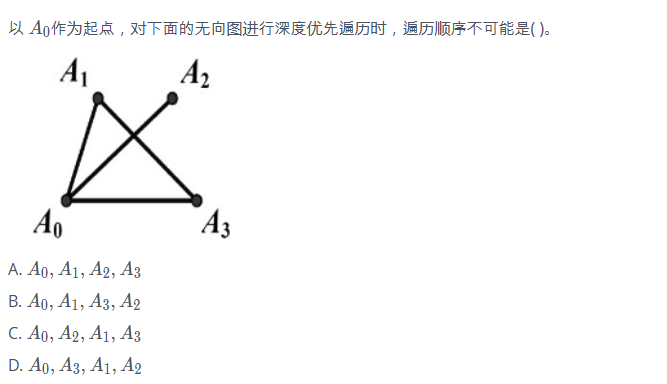 以 A₀作为起点，对下面的无向图进行深度优先遍历时，遍历顺序不可能是( )。
A₁ A₂
A₀ A₃
A. A₀, A₁, A₂, A₃
B. A₀, A₁, A₃, A₂
C. A₀, A₂, A₁, A₃
D. A₀, A₃, A₁, A₂